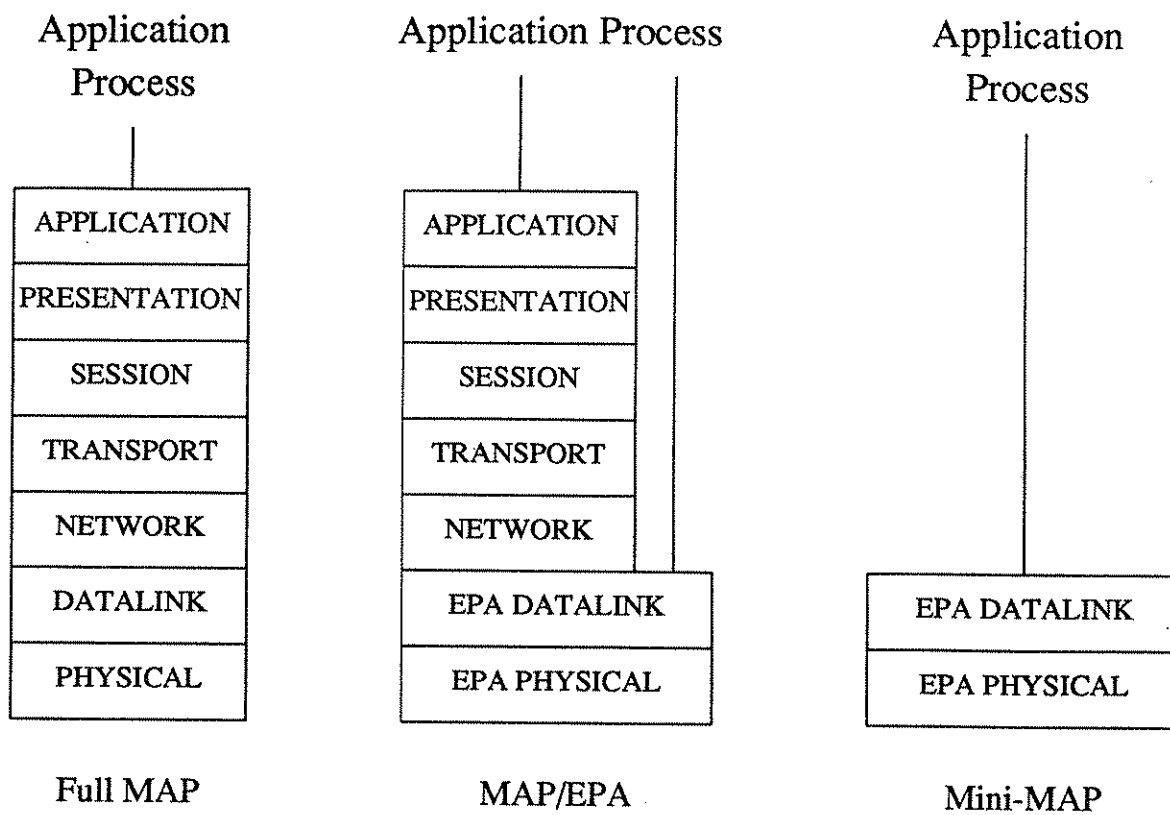 Application
Process
APPLICATION
PRESENTATION
SESSION
TRANSPORT
NETWORK
DATALINK
PHYSICAL
Full MAP
Application Process
APPLICATION
PRESENTATION
SESSION
TRANSPORT
NETWORK
EPA DATALINK
EPA PHYSICAL
MAP/EPA
Application
Process
EPA DATALINK
EPA PHYSICAL
Mini-MAP